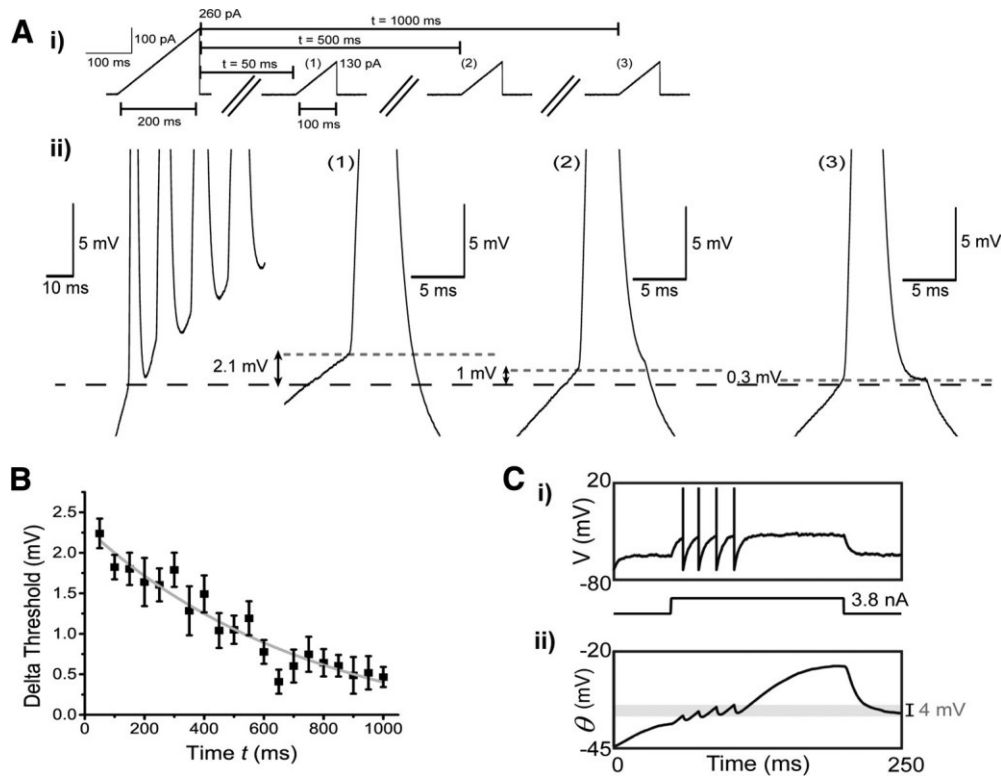 A
i)
260 pA
100 pA
100 ms
t = 1000 ms
t = 500 ms
t = 50 ms
(1)
130 pA
(2)
(3)
200 ms
100 ms
ii)
(1)
(2)
(3)
5 mV
10 ms
5 mV
5 ms
5 mV
5 ms
5 mV
5 ms
2.1 mV
1 mV
0.3 mV
B
Delta Threshold (mV)
2.5
2.0
1.5
1.0
0.5
0.0
0 200 400 600 800 1000
Time t (ms)
C
i)
20
V (mV)
-80
3.8 nA
ii)
-20
θ (mV)
-45
4 mV
0 Time (ms) 250